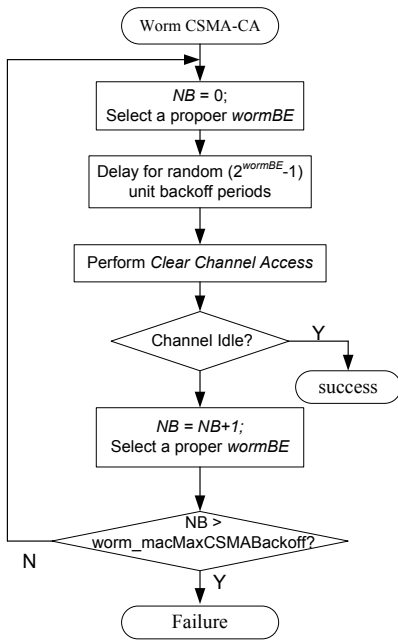 Worm CSMA-CA
NB = 0;
Select a propoer wormBE
Delay for random (2^wormBE-1)
unit backoff periods
Perform Clear Channel Access
Channel Idle?
Y
success
NB = NB+1;
Select a proper wormBE
NB >
worm_macMaxCSMABackoff?
N
Y
Failure